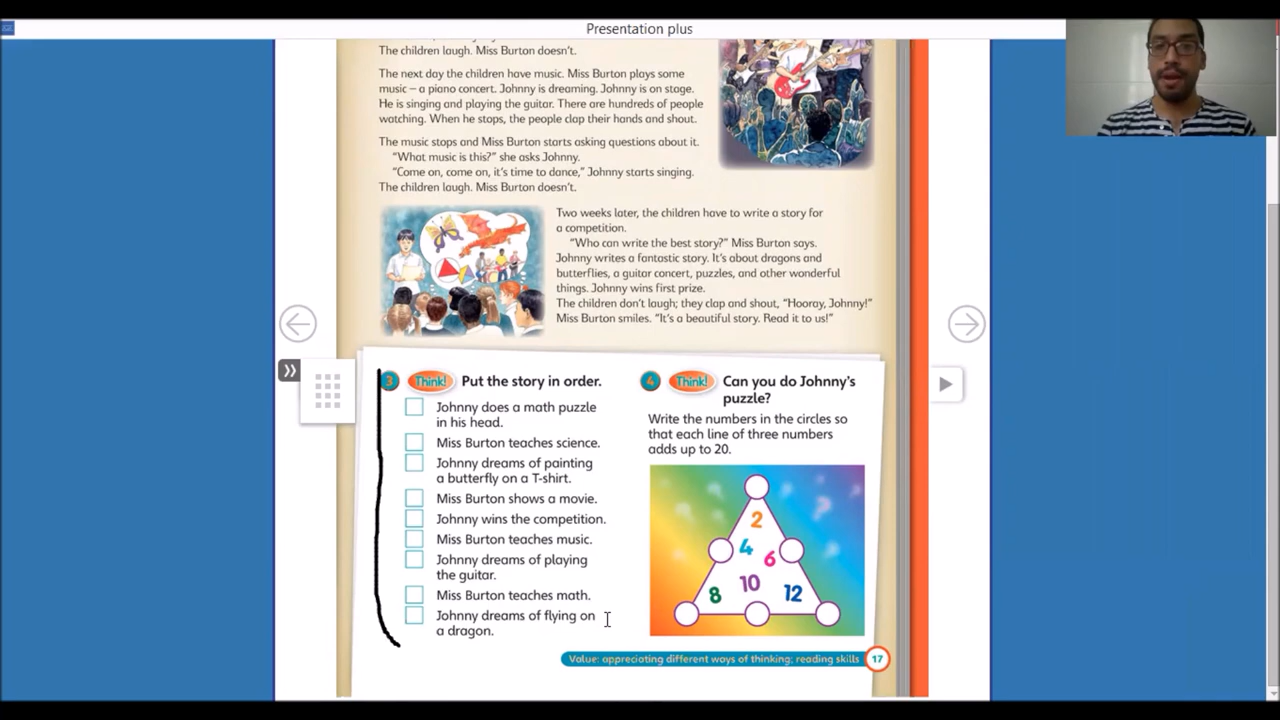 Presentation plus
The children laugh. Miss Burton doesn't.
The next day the children have music. Miss Burton plays some
music – a piano concert. Johnny is dreaming. Johnny is on stage.
He is singing and playing the guitar. There are hundreds of people
watching. When he stops, the people clap their hands and shout.
The music stops and Miss Burton starts asking questions about it.
"What music is this?" she asks Johnny.
"Come on, come on, it's time to dance," Johnny starts singing.
The children laugh. Miss Burton doesn't.
Two weeks later, the children have to write a story for
a competition.
"Who can write the best story?" Miss Burton says.
Johnny writes a fantastic story. It's about dragons and
butterflies, a guitar concert, puzzles, and other wonderful
things. Johnny wins first prize.
The children don't laugh; they clap and shout, "Hooray, Johnny!"
Miss Burton smiles. "It's a beautiful story. Read it to us!"
3 Think! Put the story in order.
Johnny does a math puzzle
in his head.
Miss Burton teaches science.
Johnny dreams of painting
a butterfly on a T-shirt.
Miss Burton shows a movie.
Johnny wins the competition.
Miss Burton teaches music.
Johnny dreams of playing
the guitar.
Miss Burton teaches math.
Johnny dreams of flying on
a dragon.
4 Think! Can you do Johnny's
puzzle?
Write the numbers in the circles so
that each line of three numbers
adds up to 20.
2
4
6
8 10 12
Value: appreciating different ways of thinking; reading skills 17